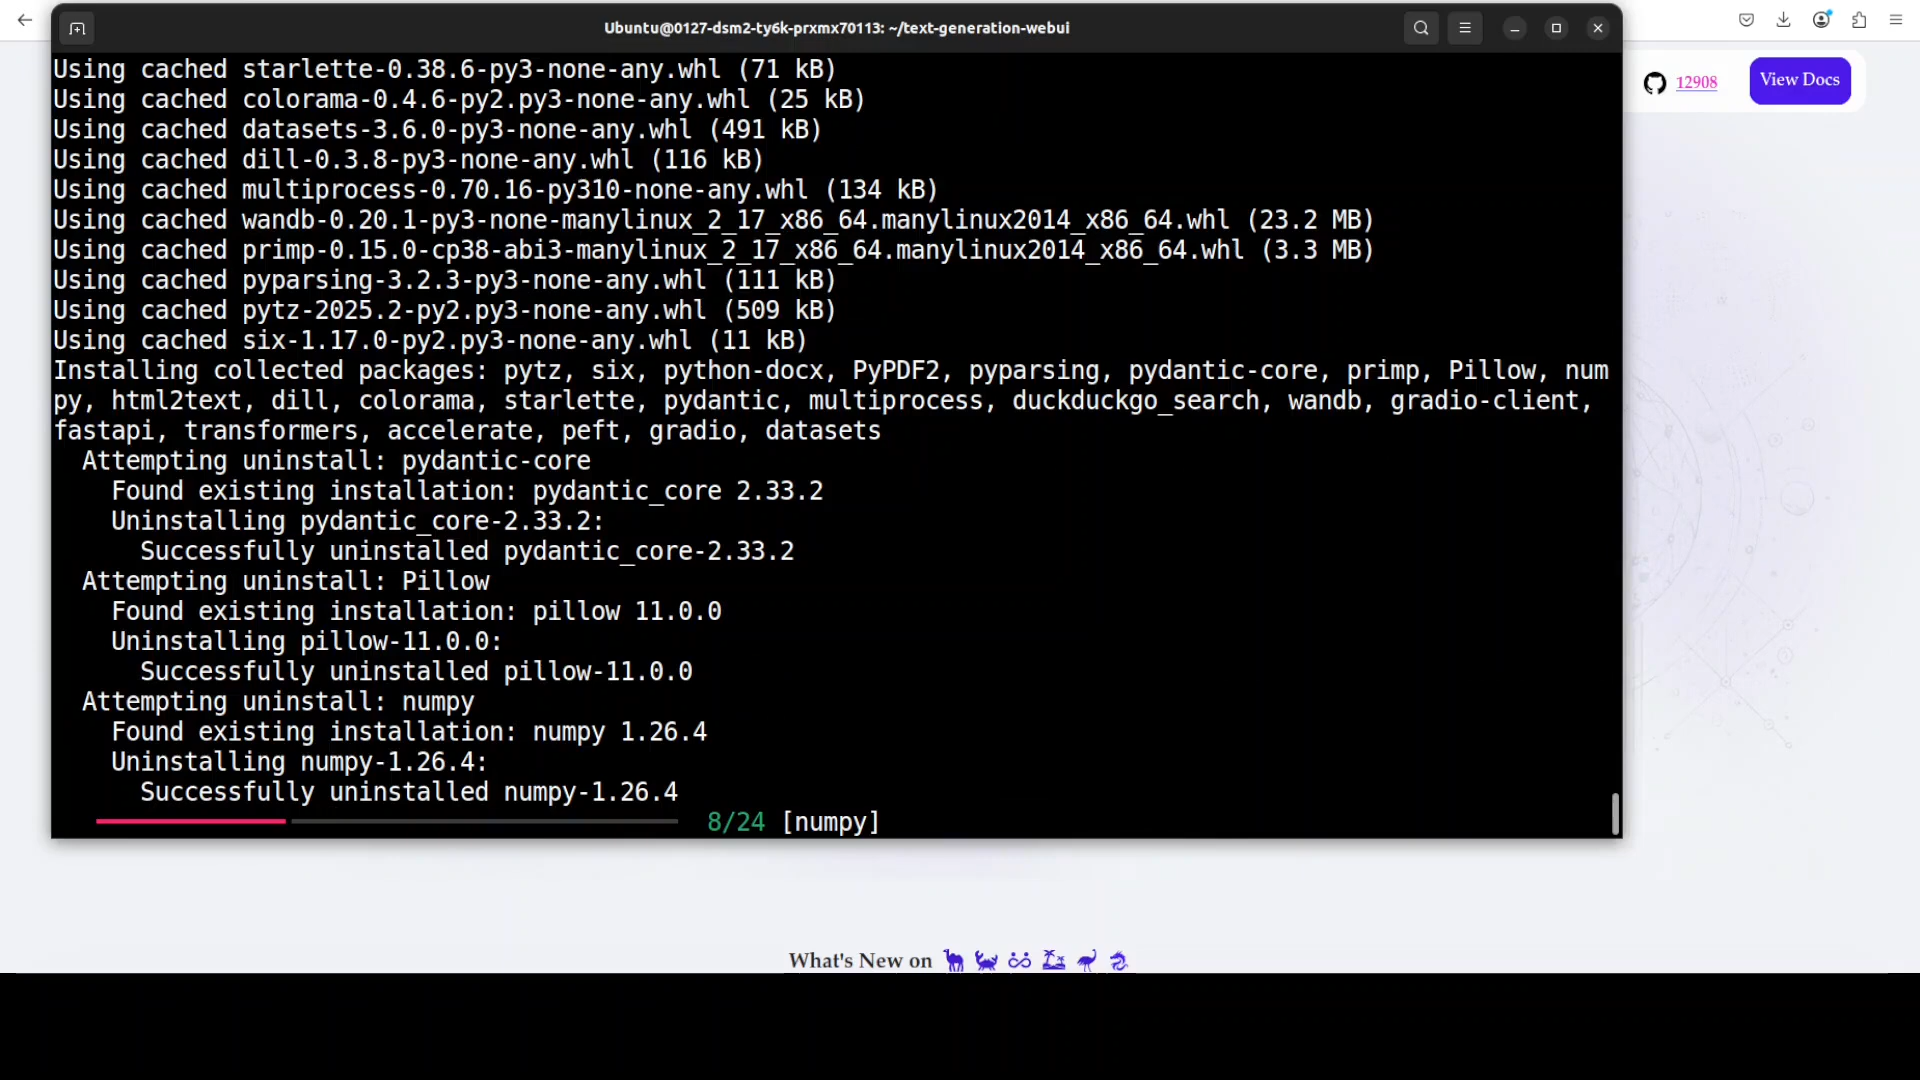 Ubuntu@0127-dsm2-ty6k-prxmx70113: ~/text-generation-webui
Using cached starlette-0.38.6-py3-none-any.whl (71 kB)
Using cached colorama-0.4.6-py2.py3-none-any.whl (25 kB)
Using cached datasets-3.6.0-py3-none-any.whl (491 kB)
Using cached dill-0.3.8-py3-none-any.whl (116 kB)
Using cached multiprocess-0.70.16-py310-none-any.whl (134 kB)
Using cached wandb-0.20.1-py3-none-manylinux_2_17_x86_64.manylinux2014_x86_64.whl (23.2 MB)
Using cached primp-0.15.0-cp38-abi3-manylinux_2_17_x86_64.manylinux2014_x86_64.whl (3.3 MB)
Using cached pyparsing-3.2.3-py3-none-any.whl (111 kB)
Using cached pytz-2025.2-py2.py3-none-any.whl (509 kB)
Using cached six-1.17.0-py2.py3-none-any.whl (11 kB)
Installing collected packages: pytz, six, python-docx, PyPDF2, pyparsing, pydantic-core, primp, Pillow, num
py, html2text, dill, colorama, starlette, pydantic, multiprocess, duckduckgo_search, wandb, gradio-client,
fastapi, transformers, accelerate, peft, gradio, datasets
Attempting uninstall: pydantic-core
Found existing installation: pydantic_core 2.33.2
Uninstalling pydantic_core-2.33.2:
Successfully uninstalled pydantic_core-2.33.2
Attempting uninstall: Pillow
Found existing installation: pillow 11.0.0
Uninstalling pillow-11.0.0:
Successfully uninstalled pillow-11.0.0
Attempting uninstall: numpy
Found existing installation: numpy 1.26.4
Uninstalling numpy-1.26.4:
Successfully uninstalled numpy-1.26.4
8/24 [numpy]
12908
View Docs
What's New on